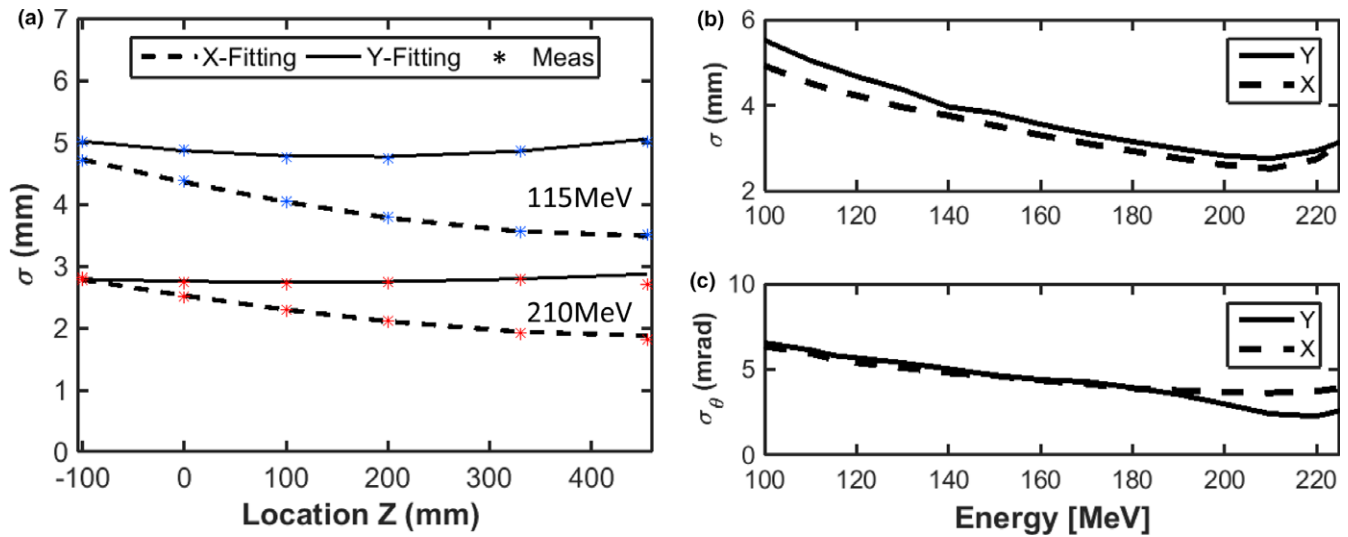 (a)
7
6
5
4
3
2
1
0
σ (mm)
X-Fitting Y-Fitting Meas
115MeV
210MeV
-100 0 100 200 300 400
Location Z (mm)
(b)
6
4
2
σ (mm)
Y
X
100 120 140 160 180 200 220
(c)
10
5
0
σθ (mrad)
Y
X
100 120 140 160 180 200 220
Energy [MeV]